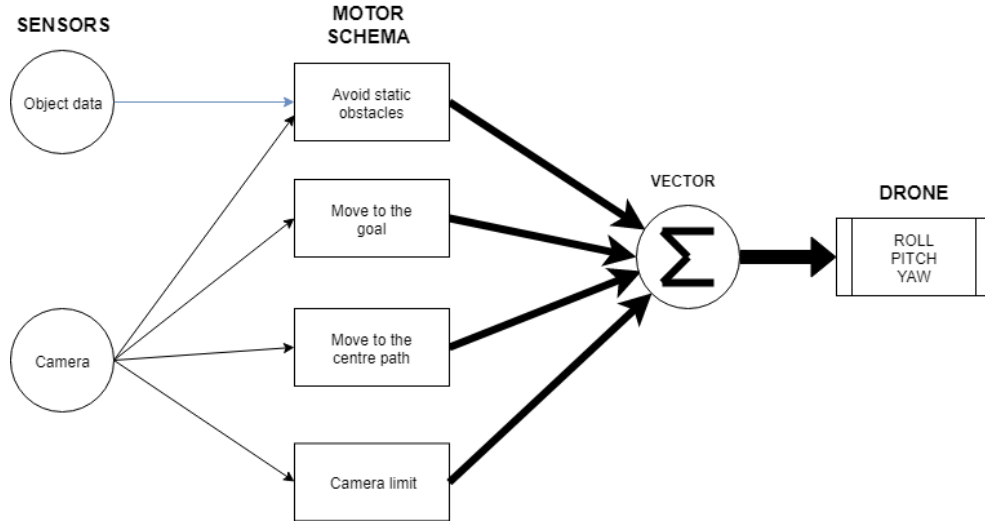 SENSORS
MOTOR
SCHEMA
Object data
Avoid static
obstacles
Move to the
goal
VECTOR
Σ
DRONE
ROLL
PITCH
YAW
Camera
Move to the
centre path
Camera limit